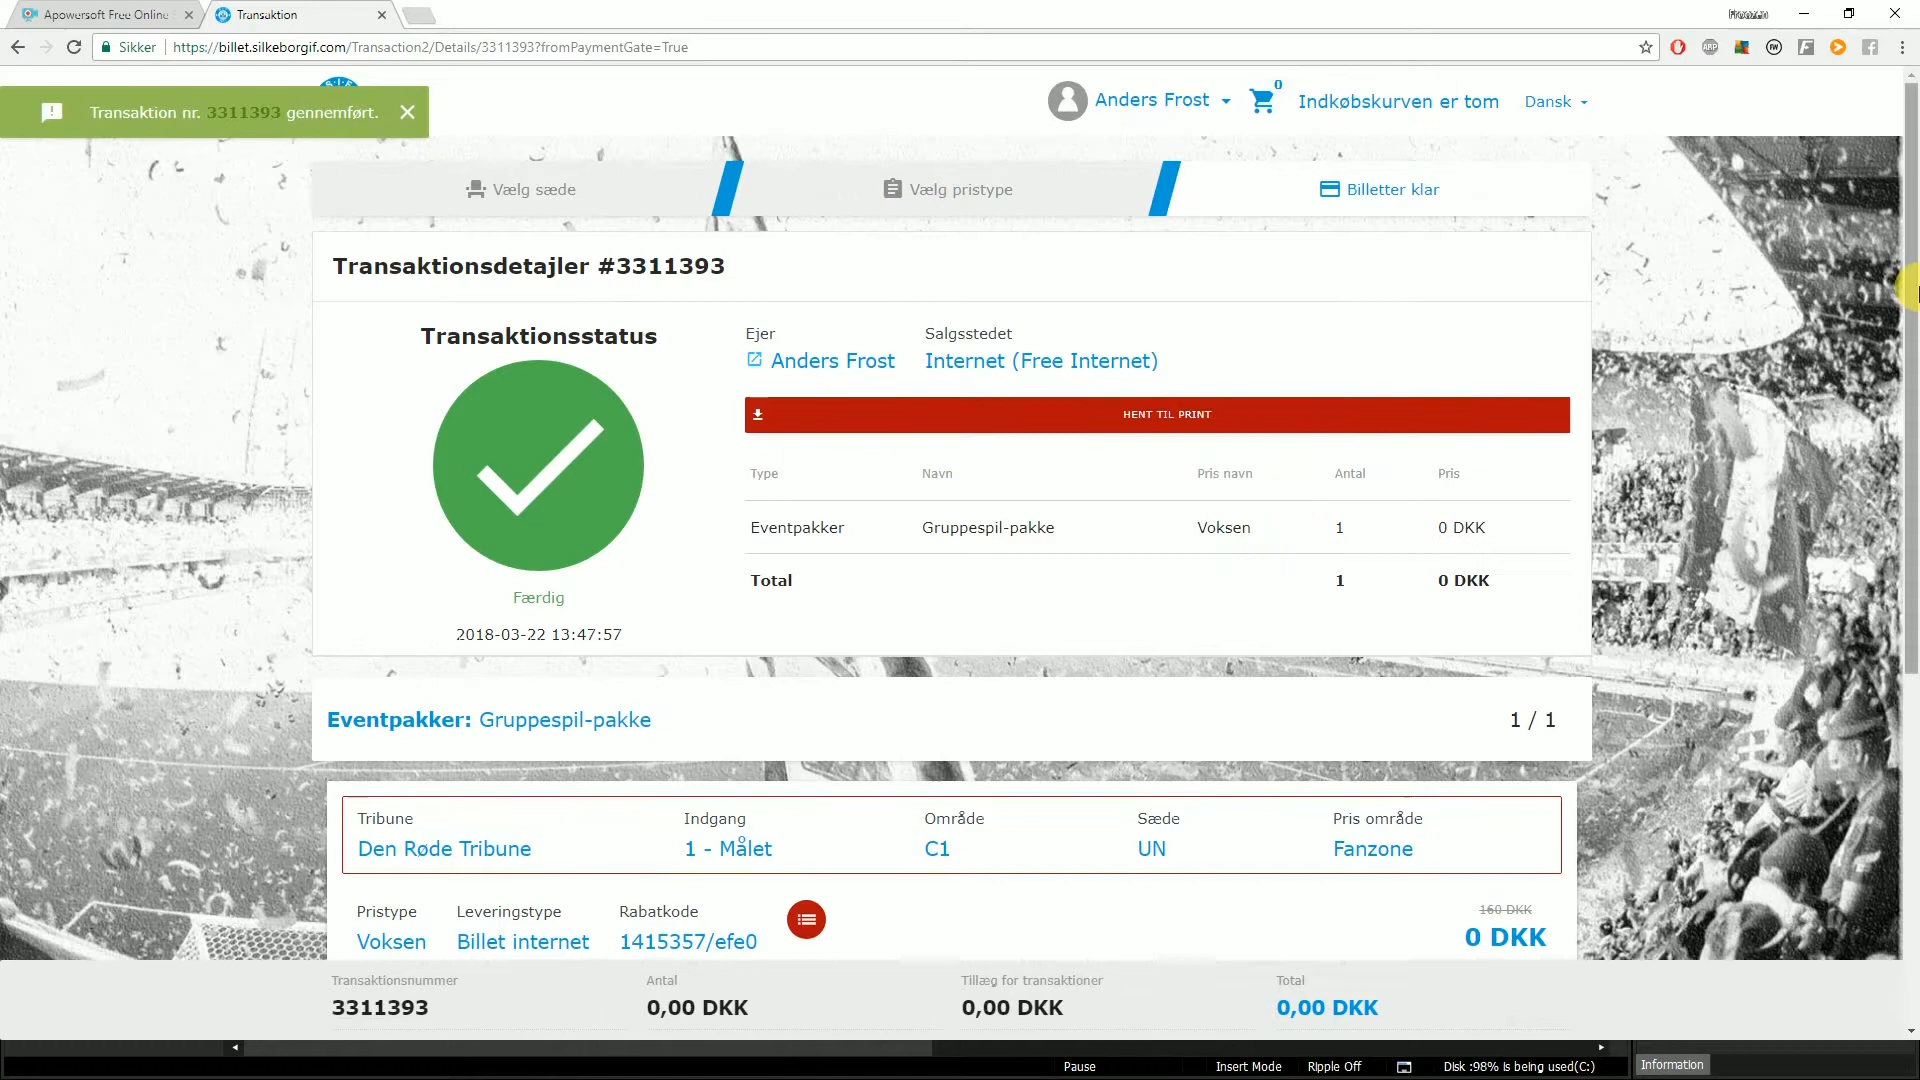 Apowersoft Free Online
Transaktion
Sikker
https://billet.silkeborgif.com/Transaction2/Details/3311393?fromPaymentGate=True
ABP
Transaktion nr. 3311393 gennemført.
Anders Frost
0
Indkøbskurven er tom
Dansk
Vælg sæde
Vælg pristype
Billetter klar
Transaktionsdetajler #3311393
Transaktionsstatus
Færdig
2018-03-22 13:47:57
Ejer
Salgsstedet
Anders Frost
Internet (Free Internet)
HENT TIL PRINT
Type Navn Pris navn Antal Pris
Eventpakker Gruppespil-pakke Voksen 1 0 DKK
Total 1 0 DKK
Eventpakker: Gruppespil-pakke
1 / 1
Tribune Indgang Område Sæde Pris område
Den Røde Tribune 1 - Målet C1 UN Fanzone
Pristype Leveringstype Rabatkode
Voksen Billet internet 1415357/efe0
160 DKK
0 DKK
Transaktionsnummer Antal Tillæg for transaktioner Total
3311393 0,00 DKK 0,00 DKK 0,00 DKK
Pause Insert Mode Ripple Off Disk :98% is being used(C:) Information